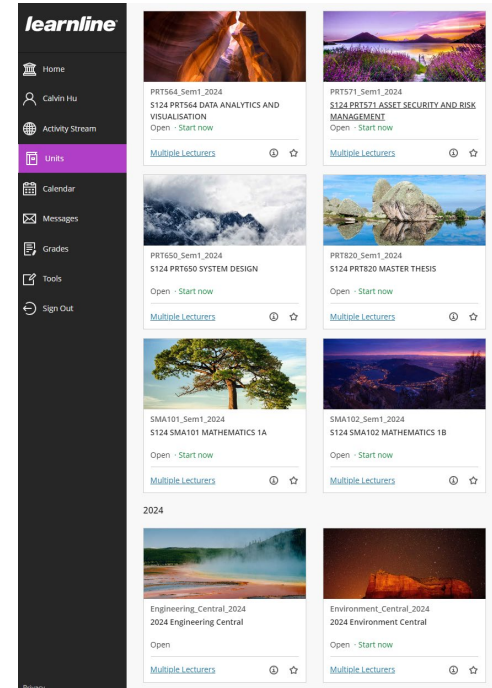 learnline
Home
Calvin Hu
Activity Stream
Units
Calendar
Messages
Grades
Tools
Sign Out
Privacy
PRT564_Sem1_2024
S124 PRT564 DATA ANALYTICS AND
VISUALISATION
Open · Start now
Multiple Lecturers
PRT571_Sem1_2024
S124 PRT571 ASSET SECURITY AND RISK
MANAGEMENT
Open · Start now
Multiple Lecturers
PRT650_Sem1_2024
S124 PRT650 SYSTEM DESIGN
Open · Start now
Multiple Lecturers
PRT820_Sem1_2024
S124 PRT820 MASTER THESIS
Open · Start now
Multiple Lecturers
SMA101_Sem1_2024
S124 SMA101 MATHEMATICS 1A
Open · Start now
Multiple Lecturers
SMA102_Sem1_2024
S124 SMA102 MATHEMATICS 1B
Open · Start now
Multiple Lecturers
2024
Engineering_Central_2024
2024 Engineering Central
Open
Multiple Lecturers
Environment_Central_2024
2024 Environment Central
Open · Start now
Multiple Lecturers